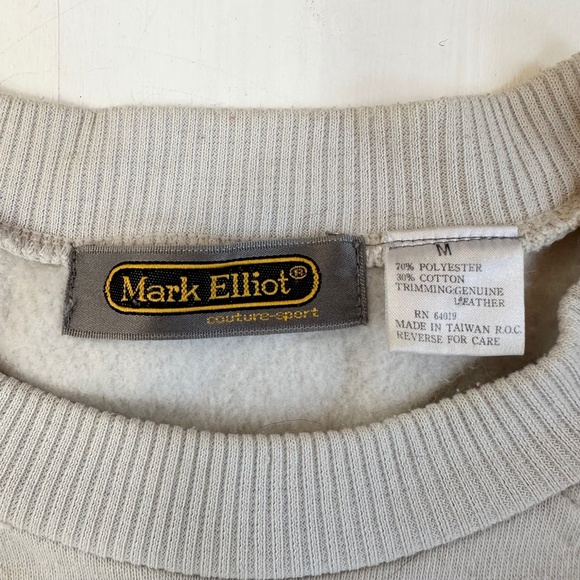 Mark Elliot®
couture-sport
M
70% POLYESTER
30% COTTON
TRIMMING:GENUINE
LEATHER
RN 64019
MADE IN TAIWAN R.O.C.
REVERSE FOR CARE